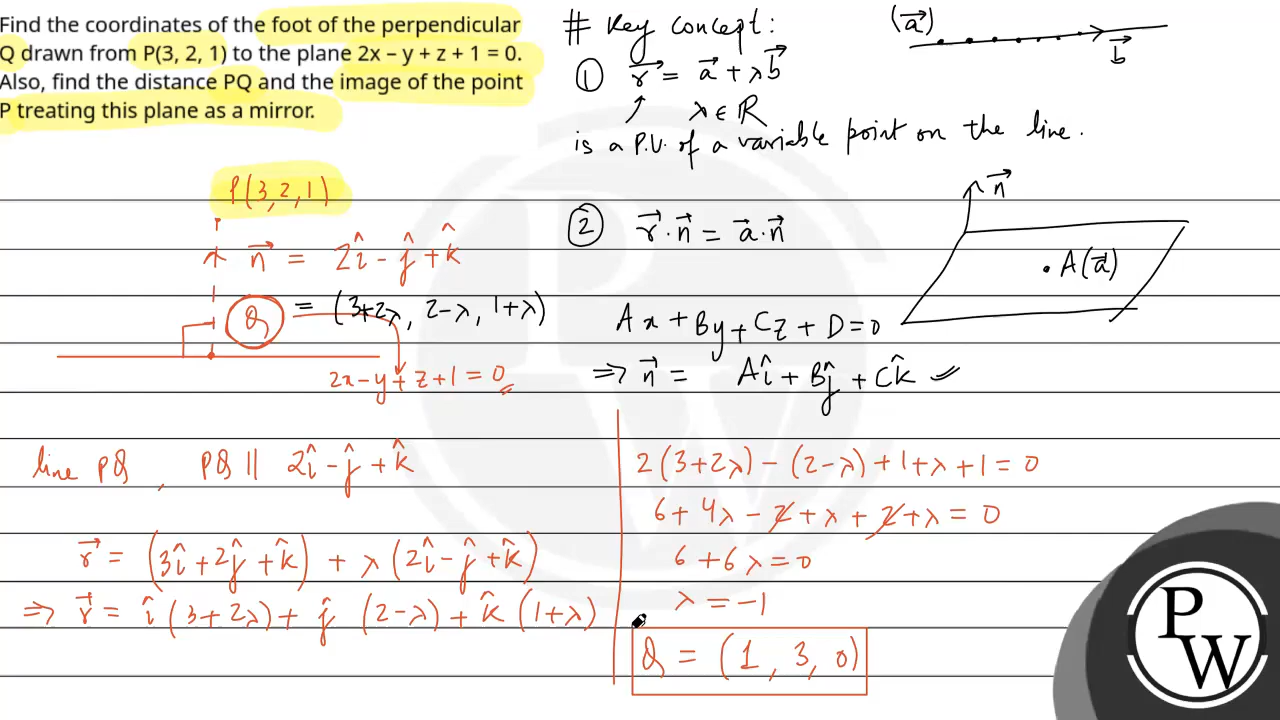 Find the coordinates of the foot of the perpendicular
Q drawn from P(3, 2, 1) to the plane 2x – y + z + 1 = 0.
Also, find the distance PQ and the image of the point
P treating this plane as a mirror.
# Key concept:
① r⃗ = a⃗ + λb⃗
λ ∈ ℝ
is a P.V. of a variable point on the line.
(a⃗)
b⃗
P(3, 2, 1)
n⃗ = 2î - ĵ + k̂
Q = (3+2λ, 2-λ, 1+λ)
2x - y + z + 1 = 0
② r⃗ · n⃗ = a⃗ · n⃗
n⃗
A(a⃗)
Ax + By + Cz + D = 0
⇒ n⃗ = Aî + Bĵ + Ck̂
line PQ, PQ || 2î - ĵ + k̂
r⃗ = (3î + 2ĵ + k̂) + λ(2î - ĵ + k̂)
⇒ r⃗ = î(3+2λ) + ĵ(2-λ) + k̂(1+λ)
2(3+2λ) - (2-λ) + 1+λ + 1 = 0
6 + 4λ - 2 + λ + 2 + λ = 0
6 + 6λ = 0
λ = -1
Q = (1, 3, 0)
PW